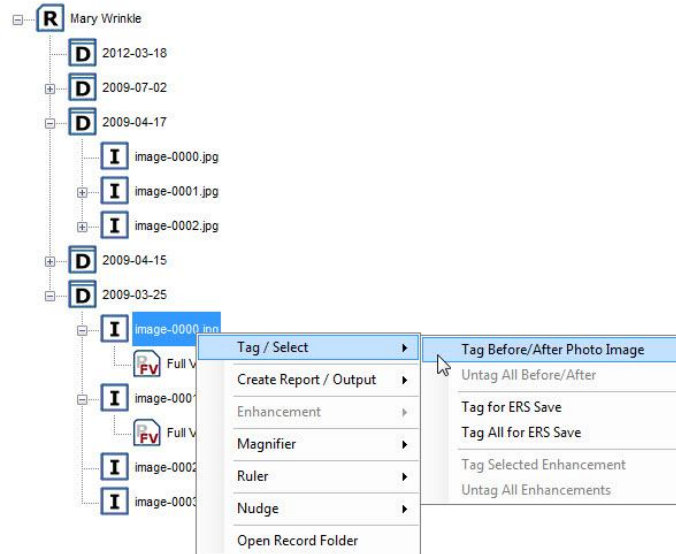 R Mary Wrinkle
D 2012-03-18
D 2009-07-02
D 2009-04-17
I image-0000.jpg
I image-0001.jpg
I image-0002.jpg
D 2009-04-15
D 2009-03-25
I image-0000.jpg
FV Full V
I image-0001
FV Full V
I image-0002
I image-0003
Tag / Select
Create Report / Output
Enhancement
Magnifier
Ruler
Nudge
Open Record Folder
Tag Before/After Photo Image
Untag All Before/After
Tag for ERS Save
Tag All for ERS Save
Tag Selected Enhancement
Untag All Enhancements